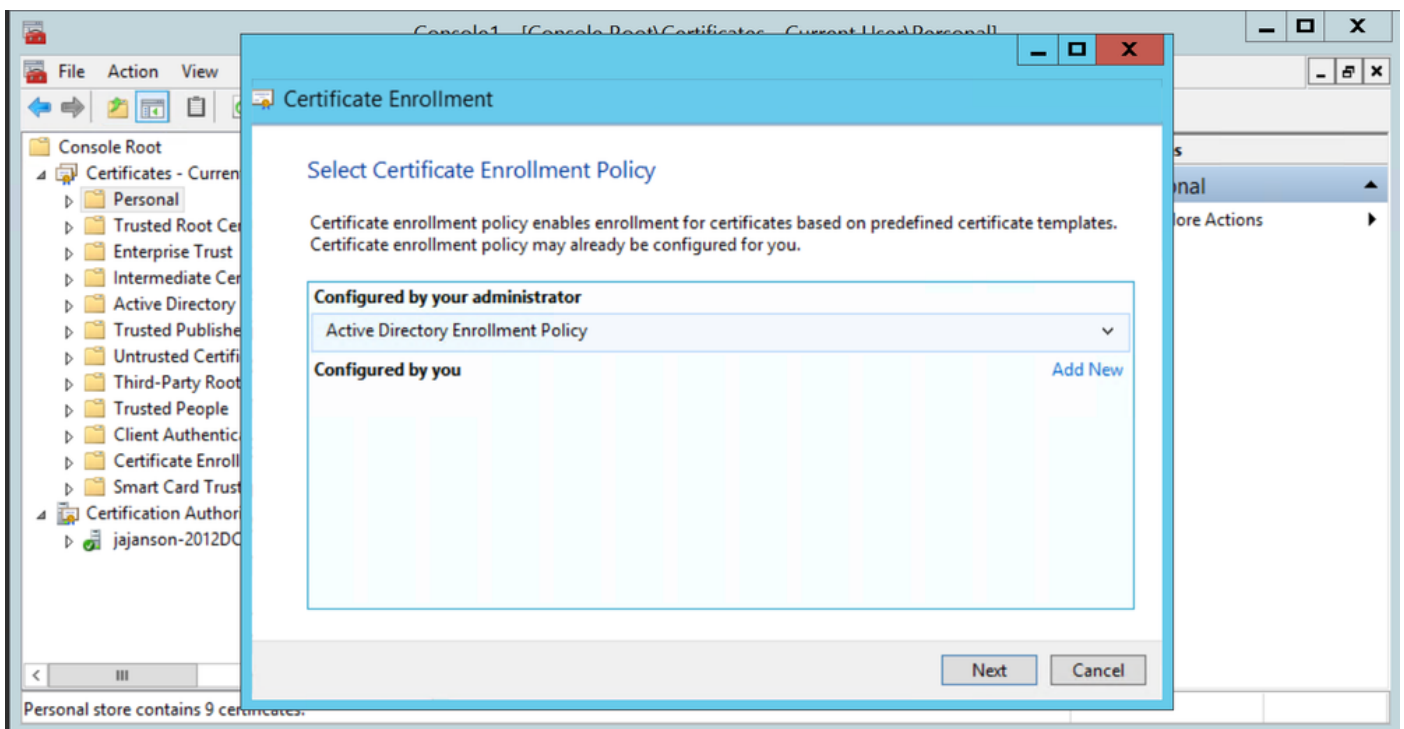 Console1 - [Console Root\Certificates - Current User\Personal]
File Action View
Certificate Enrollment
Console Root
Certificates - Curren
Personal
Trusted Root Cer
Enterprise Trust
Intermediate Cer
Active Directory
Trusted Publishe
Untrusted Certifi
Third-Party Root
Trusted People
Client Authentic
Certificate Enroll
Smart Card Trust
Certification Authori
jajanson-2012DC
Select Certificate Enrollment Policy
Certificate enrollment policy enables enrollment for certificates based on predefined certificate templates.
Certificate enrollment policy may already be configured for you.
Configured by your administrator
Active Directory Enrollment Policy
Configured by you Add New
Next Cancel
s
onal
ore Actions
Personal store contains 9 certificates.